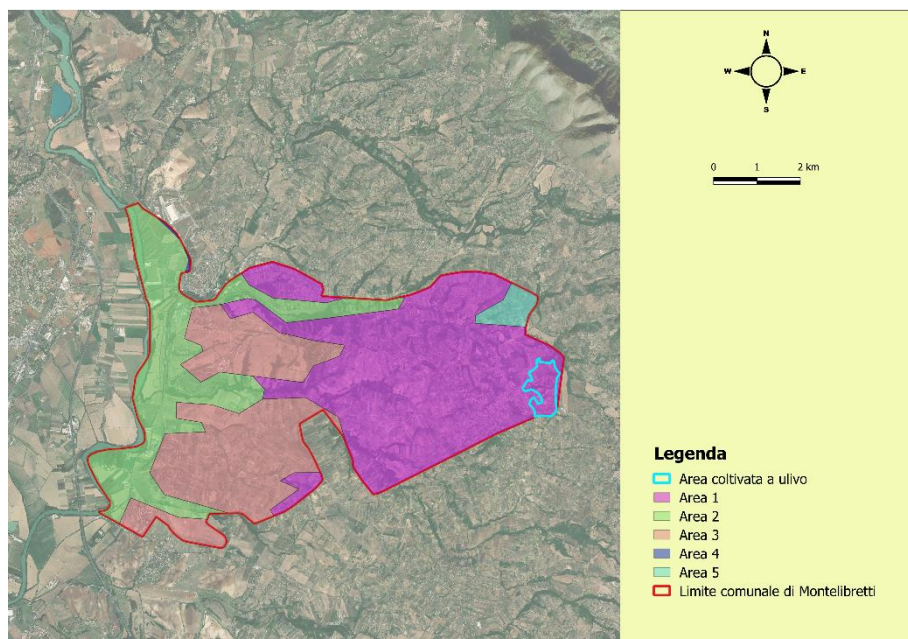 N
W E
S
0 1 2 km
Legenda
Area coltivata a ulivo
Area 1
Area 2
Area 3
Area 4
Area 5
Limite comunale di Montelibretti